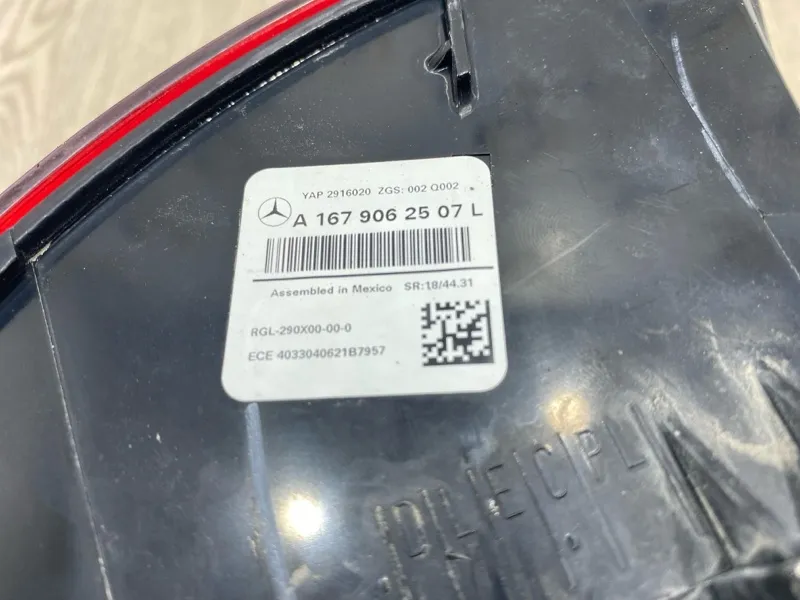 YAP 2916020 ZGS: 002 Q002
A 167 906 25 07 L
Assembled in Mexico SR:18/44.31
RGL-290X00-00-0
ECE 4033040621B7957